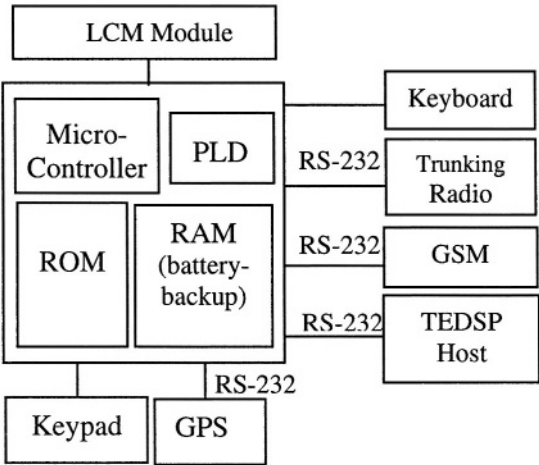 LCM Module
Micro-
Controller
PLD
ROM
RAM
(battery-
backup)
Keyboard
RS-232
Trunking
Radio
RS-232
GSM
RS-232
TEDSP
Host
RS-232
Keypad
GPS